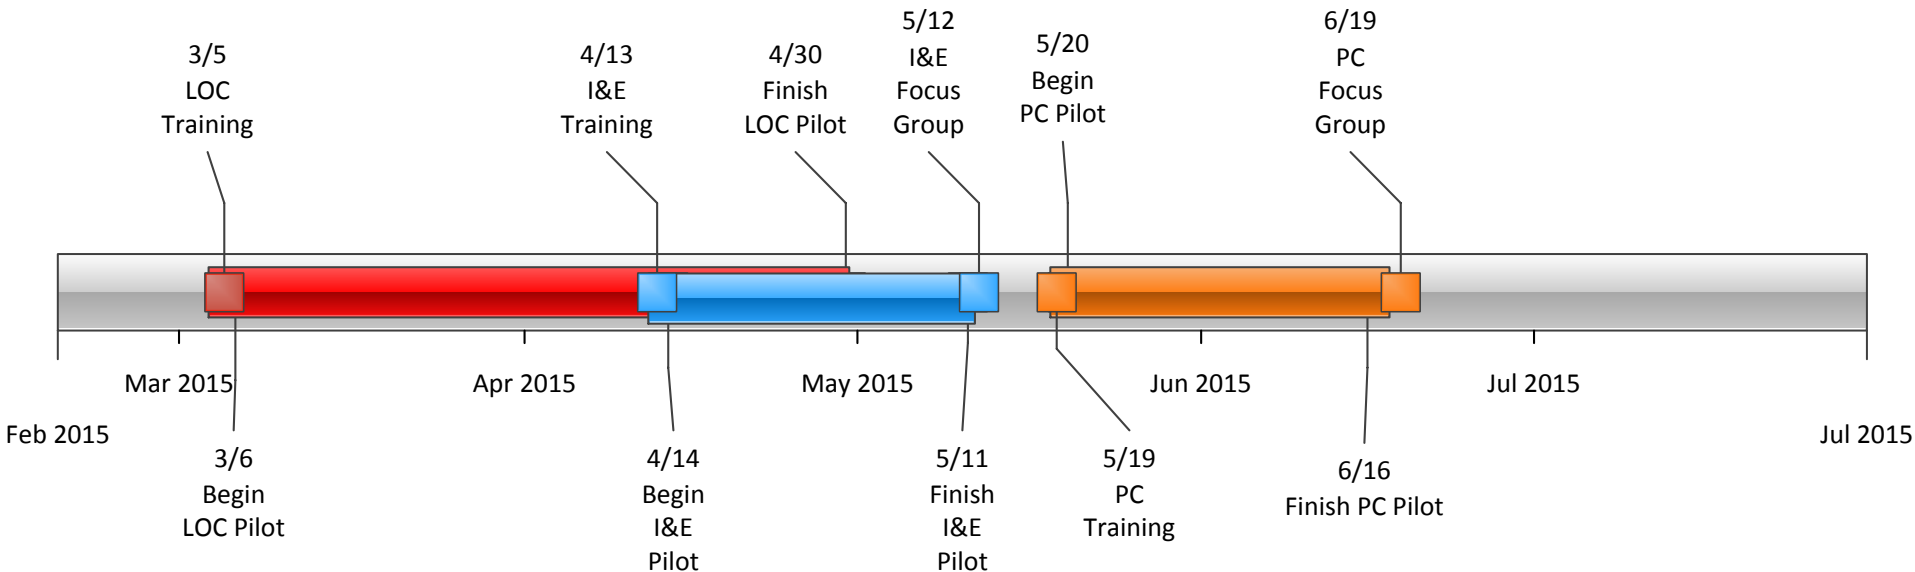 3/5
LOC
Training
4/13
I&E
Training
4/30
Finish
LOC Pilot
5/12
I&E
Focus
Group
5/20
Begin
PC Pilot
6/19
PC
Focus
Group
Mar 2015
Apr 2015
May 2015
Jun 2015
Jul 2015
Feb 2015
Jul 2015
3/6
Begin
LOC Pilot
4/14
Begin
I&E
Pilot
5/11
Finish
I&E
Pilot
5/19
PC
Training
6/16
Finish PC Pilot